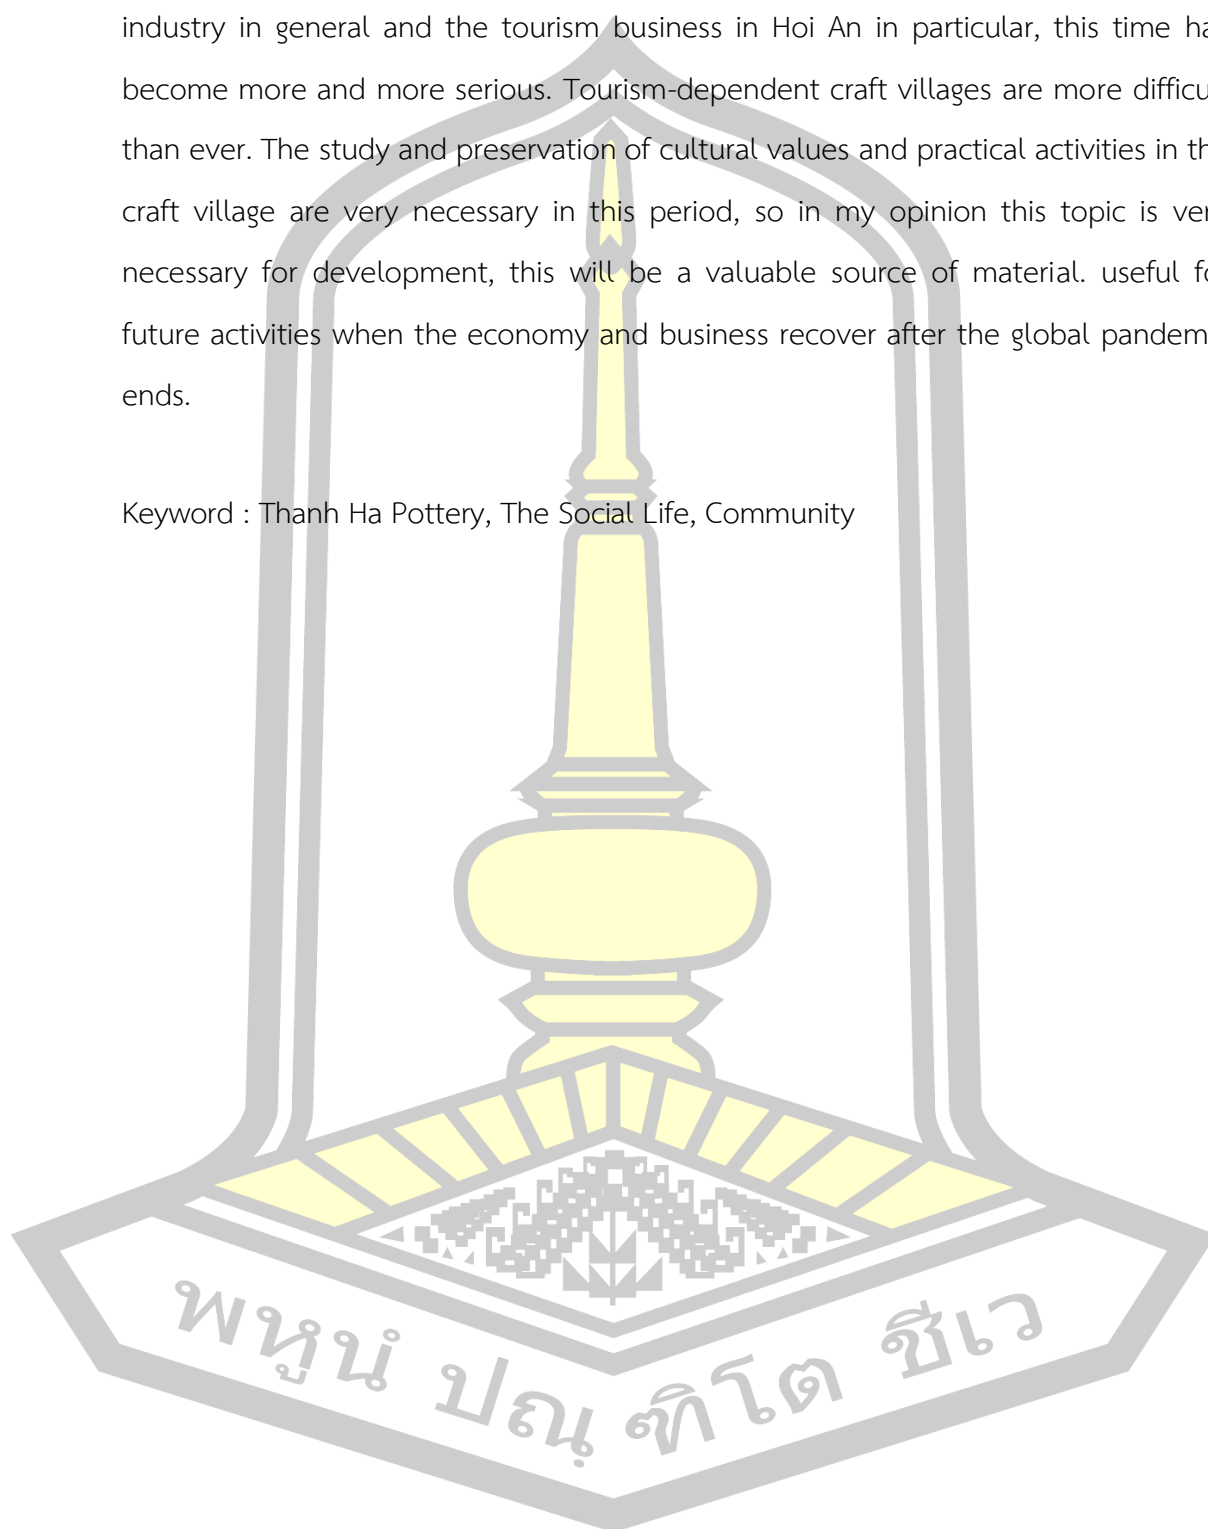 industry in general and the tourism business in Hoi An in particular, this time ha
become more and more serious. Tourism-dependent craft villages are more difficu
than ever. The study and preservation of cultural values and practical activities in th
craft village are very necessary in this period, so in my opinion this topic is ver
necessary for development, this will be a valuable source of material. useful fo
future activities when the economy and business recover after the global pandem
ends.
Keyword : Thanh Ha Pottery, The Social Life, Community
พหูนํ ปณฺ ฑิโต ชีเว